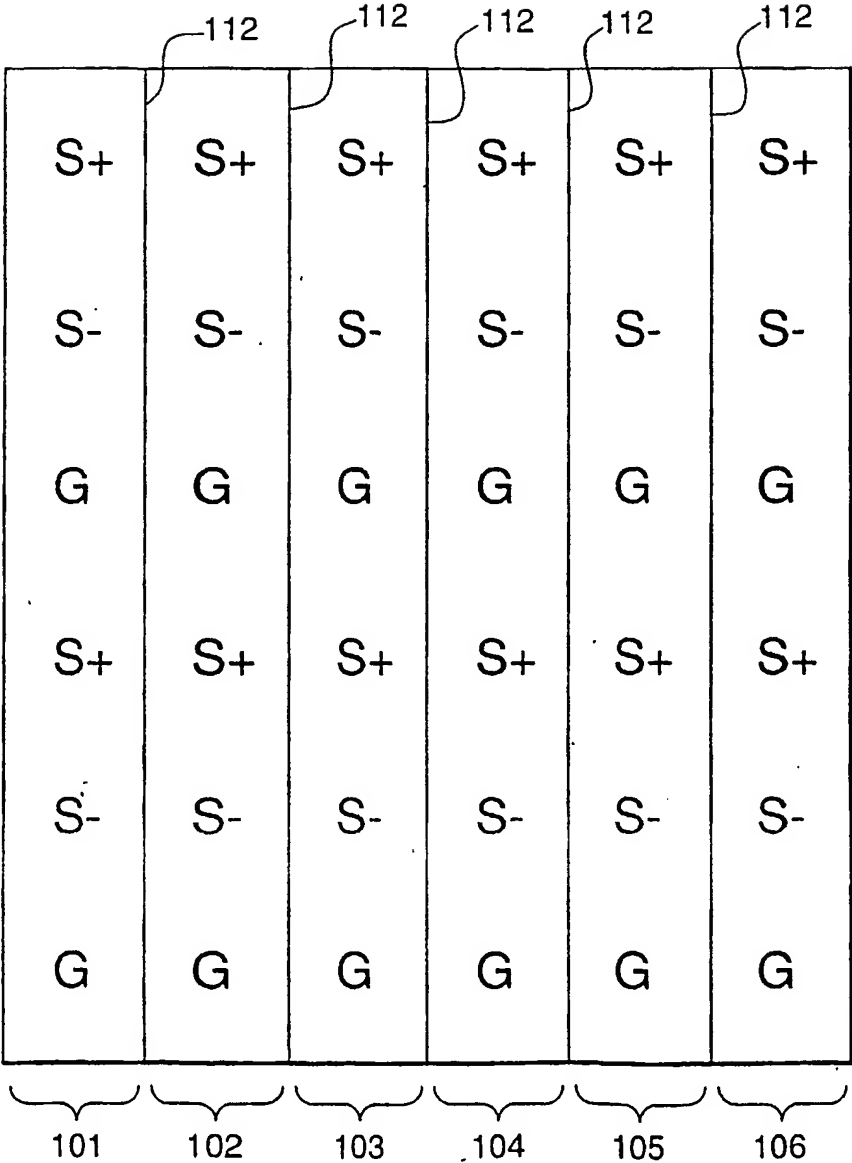 112 112 112 112 112
S+ S+ S+ S+ S+ S+
S- S- S- S- S- S-
G G G G G G
S+ S+ S+ S+ S+ S+
S- S- S- S- S- S-
G G G G G G
101 102 103 104 105 106